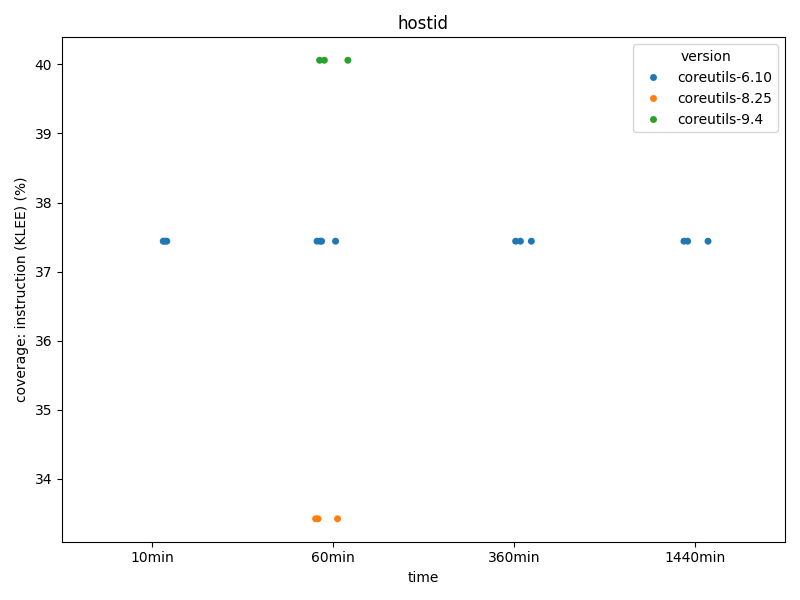 hostid
version
coreutils-6.10
coreutils-8.25
coreutils-9.4
coverage: instruction (KLEE) (%)
40
39
38
37
36
35
34
10min
60min
360min
1440min
time